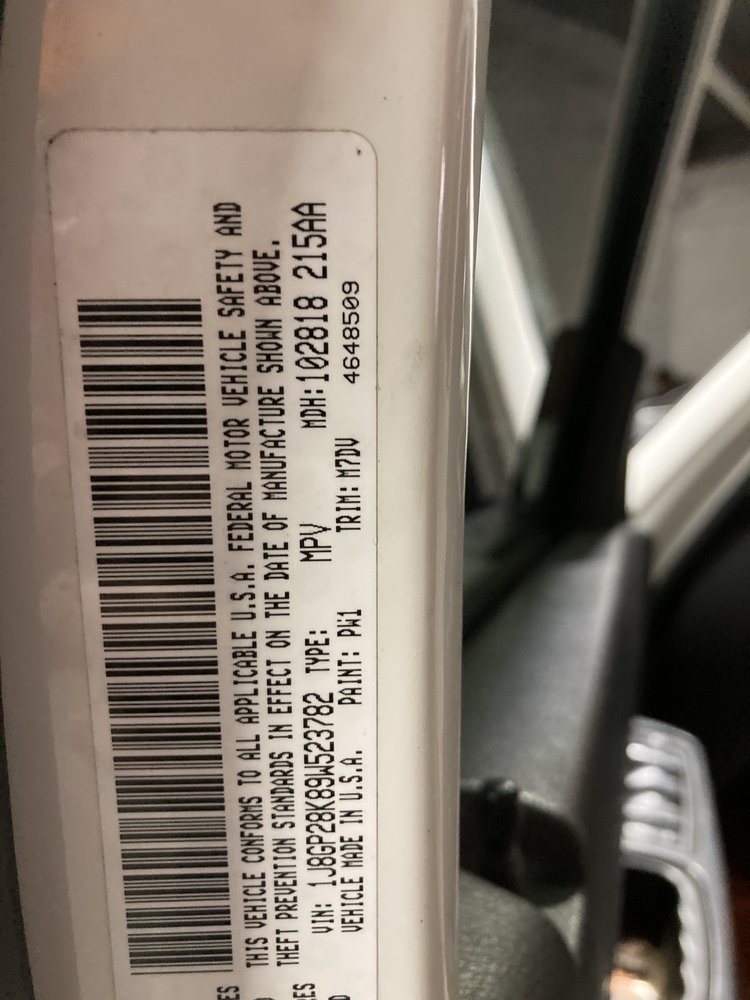 THIS VEHICLE CONFORMS TO ALL APPLICABLE U.S.A. FEDERAL MOTOR VEHICLE SAFETY AND
THEFT PREVENTION STANDARDS IN EFFECT ON THE DATE OF MANUFACTURE SHOWN ABOVE.
VIN: 1J8GP28K89W523782 TYPE: MPV MDH:102818 215AA
VEHICLE MADE IN U.S.A. PAINT: PW1 TRIM: M7DV 4648509